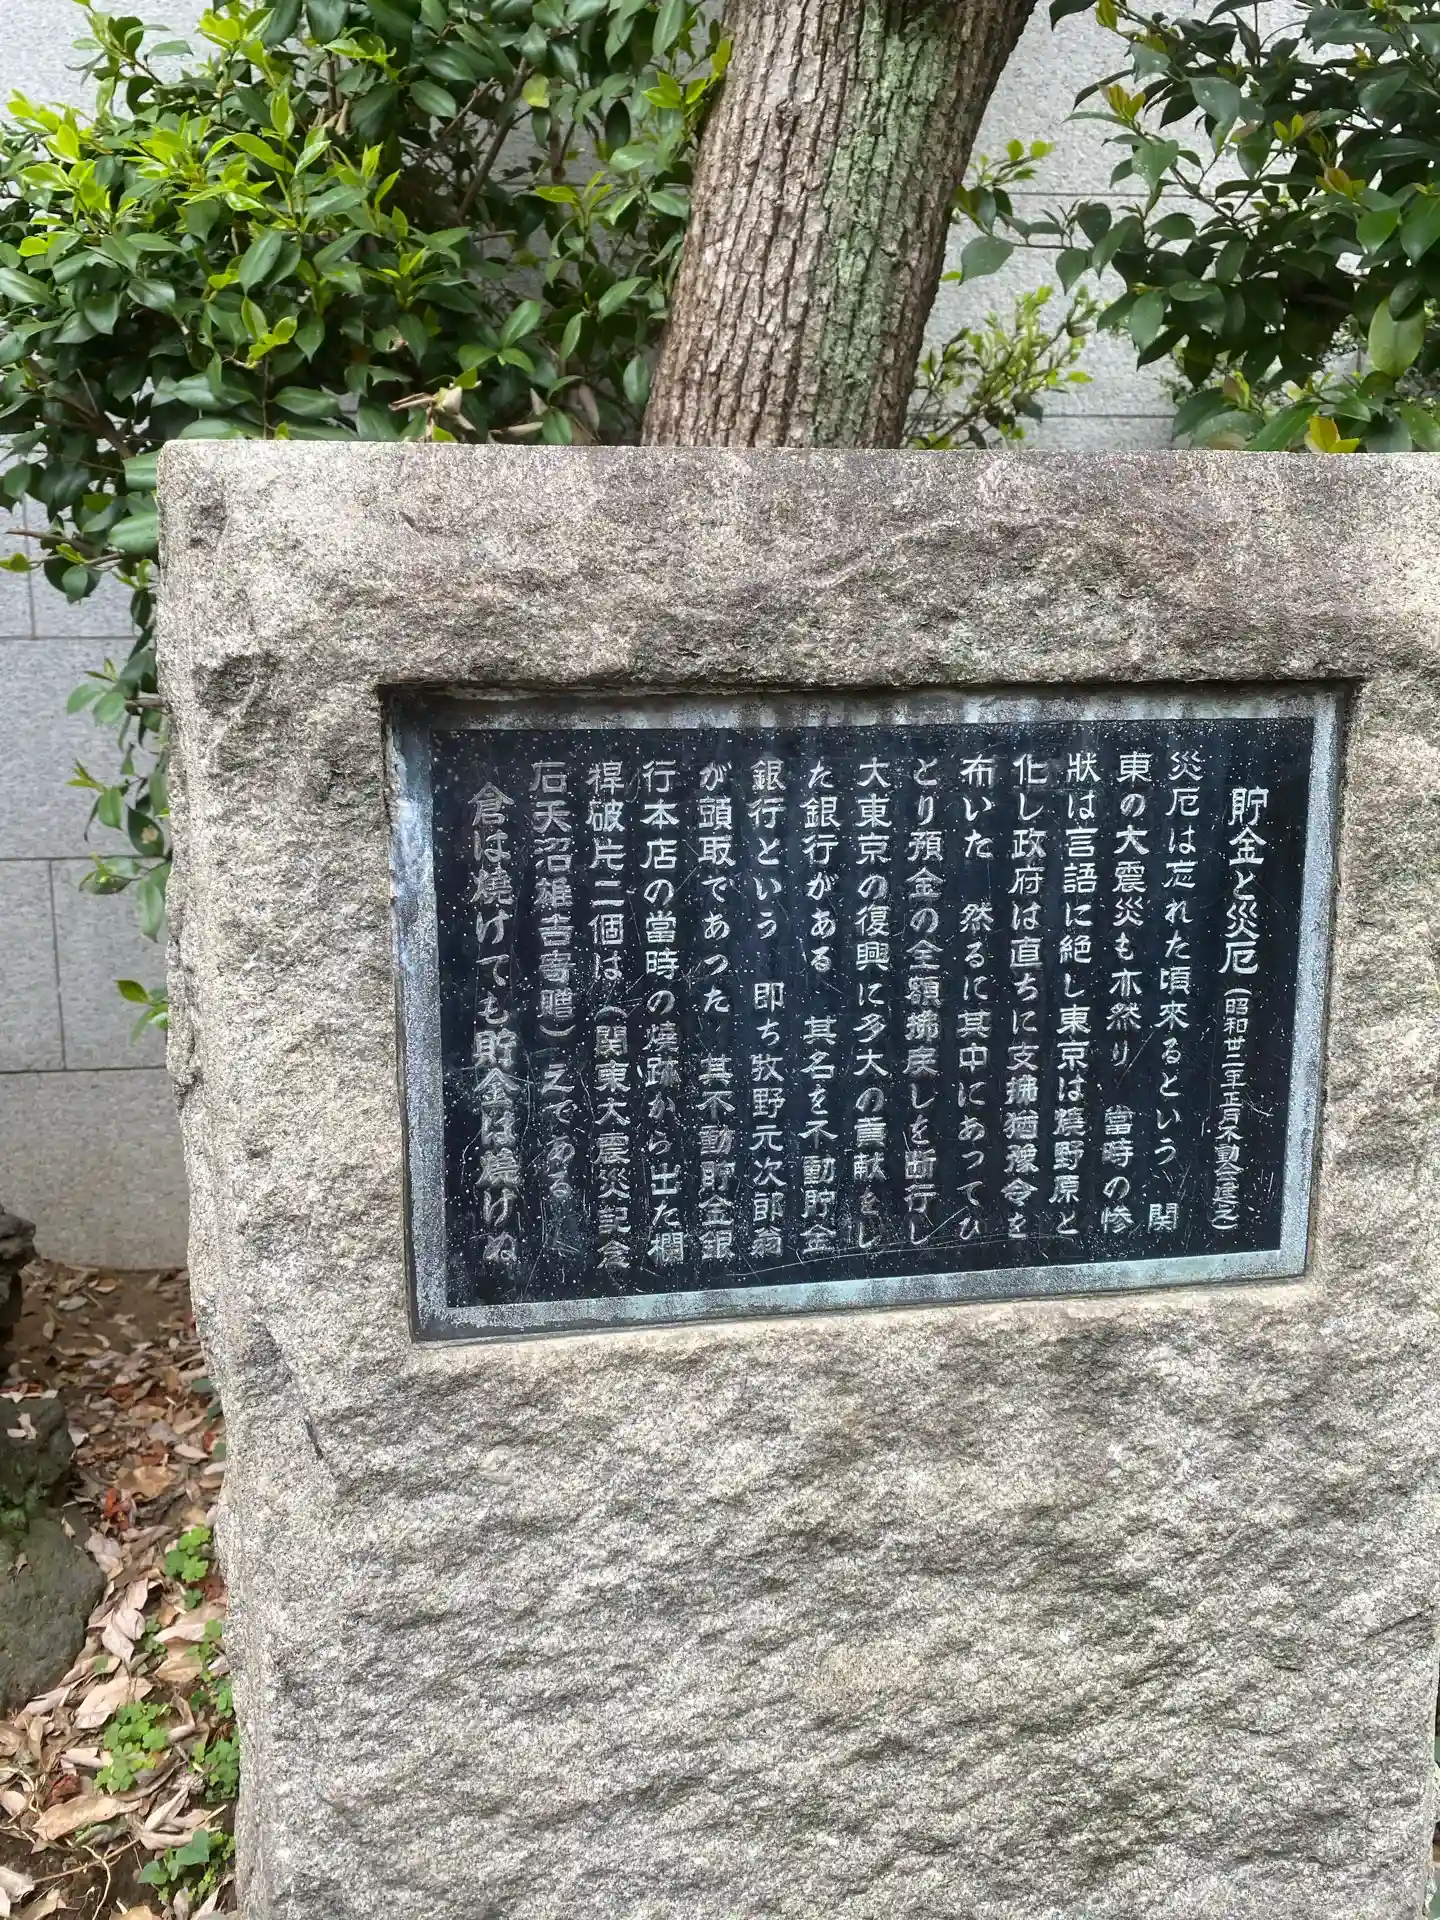 貯金と災厄(昭和廿二年正月不動会建之)
災厄は忘れた頃来るという 関
東の大震災も亦然り 當時の惨
狀は言語に絶し東京は焼野原と
化し政府は直ちに支拂猶豫令を
布いた 然るに其中にあってひ
とり預金の全額拂戻しを断行し
大東京の復興に多大の貢献をし
た銀行がある 其名を不動貯金
銀行という 即ち牧野元次郎翁
が頭取であった 其不動貯金銀
行本店の當時の焼跡から出た欄
桿破片二個は(関東大震災記念
石天沼雄吉寄贈)之である
倉は燒けても貯金は燒けぬ